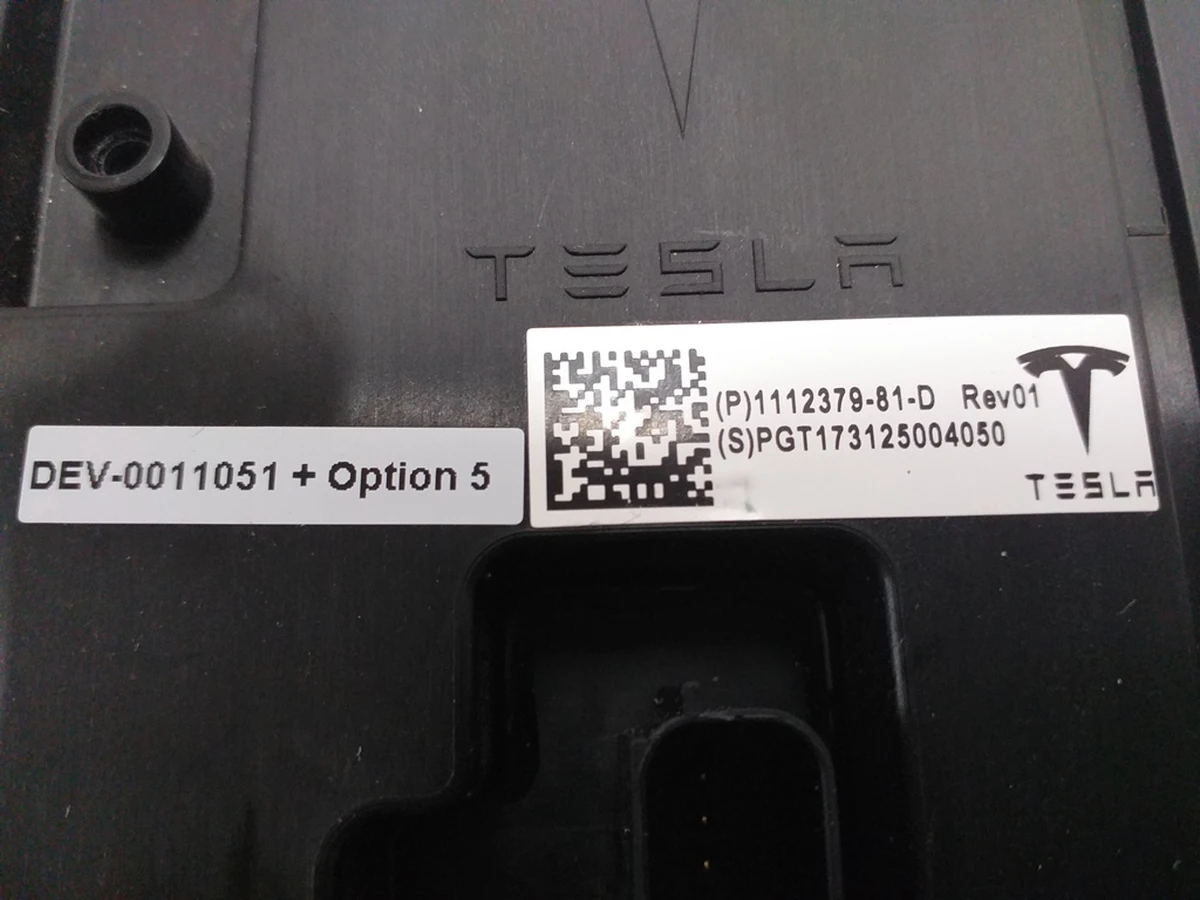 TESLA
(P)1112379-81-D Rev01
(S)PGT173125004050
TESLA
DEV-0011051 + Option 5